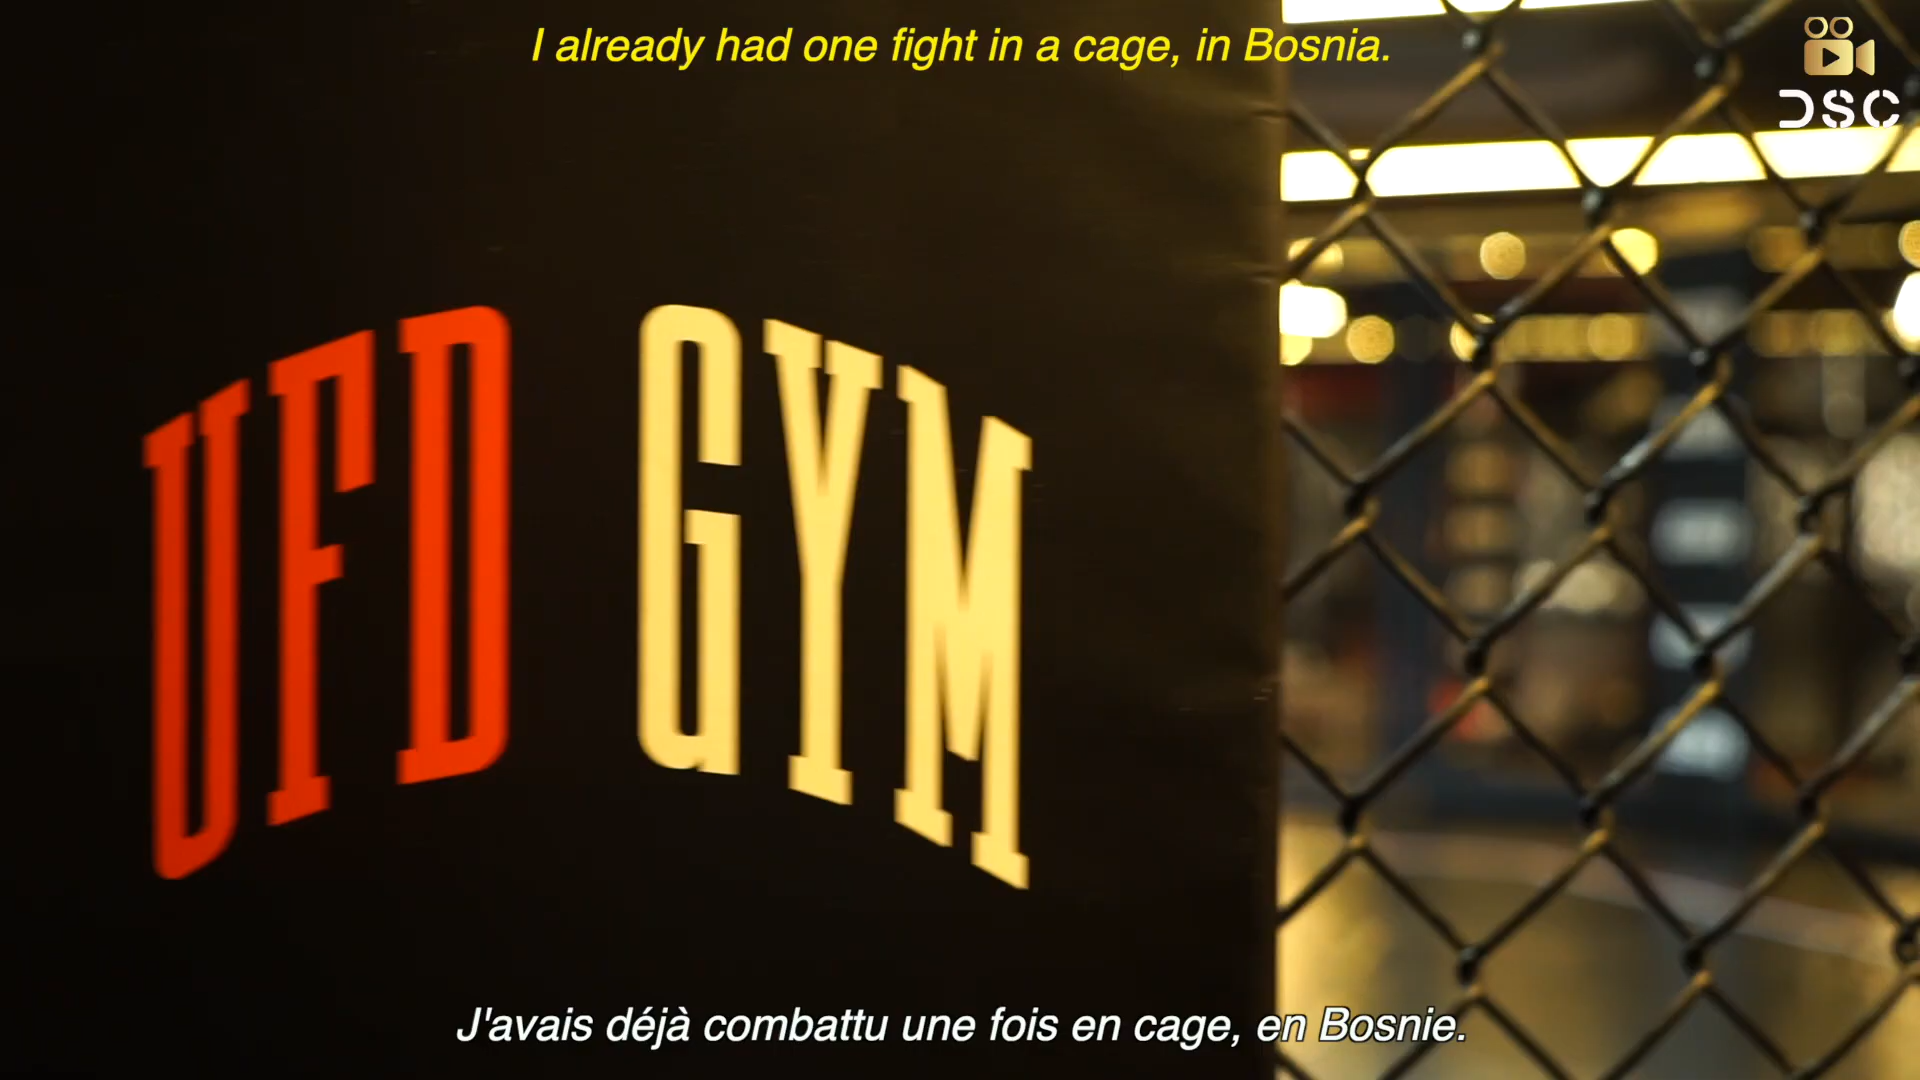 I already had one fight in a cage, in Bosnia.
DSC
UFD GYM
J'avais déjà combattu une fois en cage, en Bosnie.